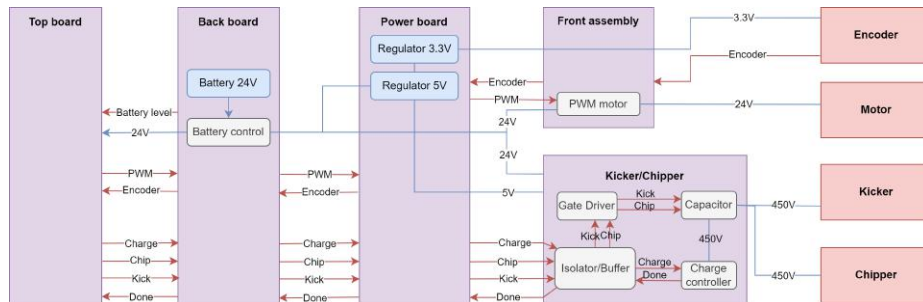 Top board
Back board
Power board
Front assembly
3.3V
Encoder
Regulator 3.3V
Encoder
Battery 24V
Regulator 5V
Encoder
PWM
PWM motor
24V
Motor
Battery level
24V
24V
Battery control
24V
PWM
PWM
Kicker/Chipper
Encoder
Encoder
5V
Gate Driver
Kick
Chip
Capacitor
450V
Kicker
Kick
Chip
450V
Charge
Charge
Charge
Chip
Chip
Chip
Kick
Kick
Kick
Done
Done
Done
Isolator/Buffer
Charge
Done
Charge
controller
450V
Chipper